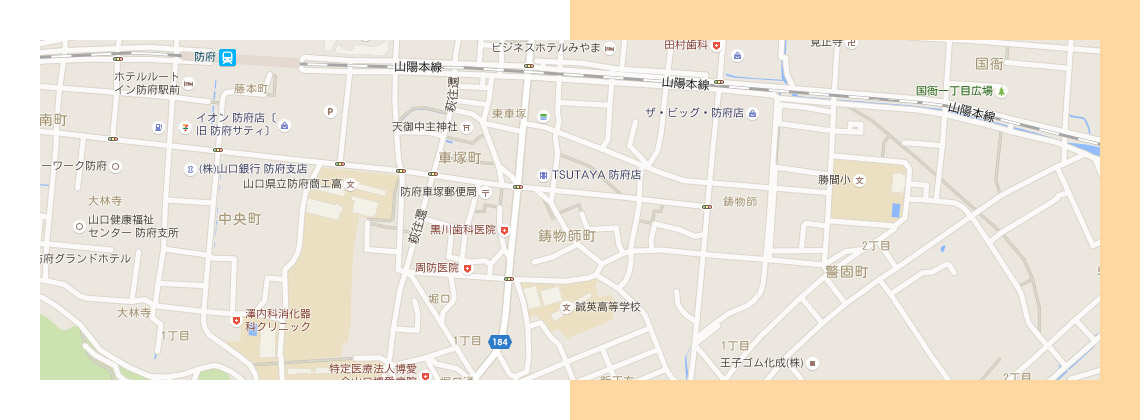 ビジネスホテルみやま
田村歯科
覚正寺
防府
山陽本線
国衙
ホテルルート
イン防府駅前
藤本町
萩往還
山陽本線
国衙一丁目広場
山陽本線
南町
イオン 防府店〔
旧 防府サティ〕
P
天御中主神社
東車塚
ザ・ビッグ・防府店
ーワーク防府
(株)山口銀行 防府支店
車塚町
山口県立防府商工高
TSUTAYA 防府店
勝間小
防府車塚郵便局
大林寺
鋳物師
山口健康福祉
センター 防府支所
中央町
萩往還
黒川歯科医院
鋳物師町
府グランドホテル
周防医院
2丁目
警固町
堀口
大林寺
澤内科消化器
科クリニック
誠英高等学校
1丁目
1丁目
184
1丁目
王子ゴム化成(株)
特定医療法人博愛
2丁目